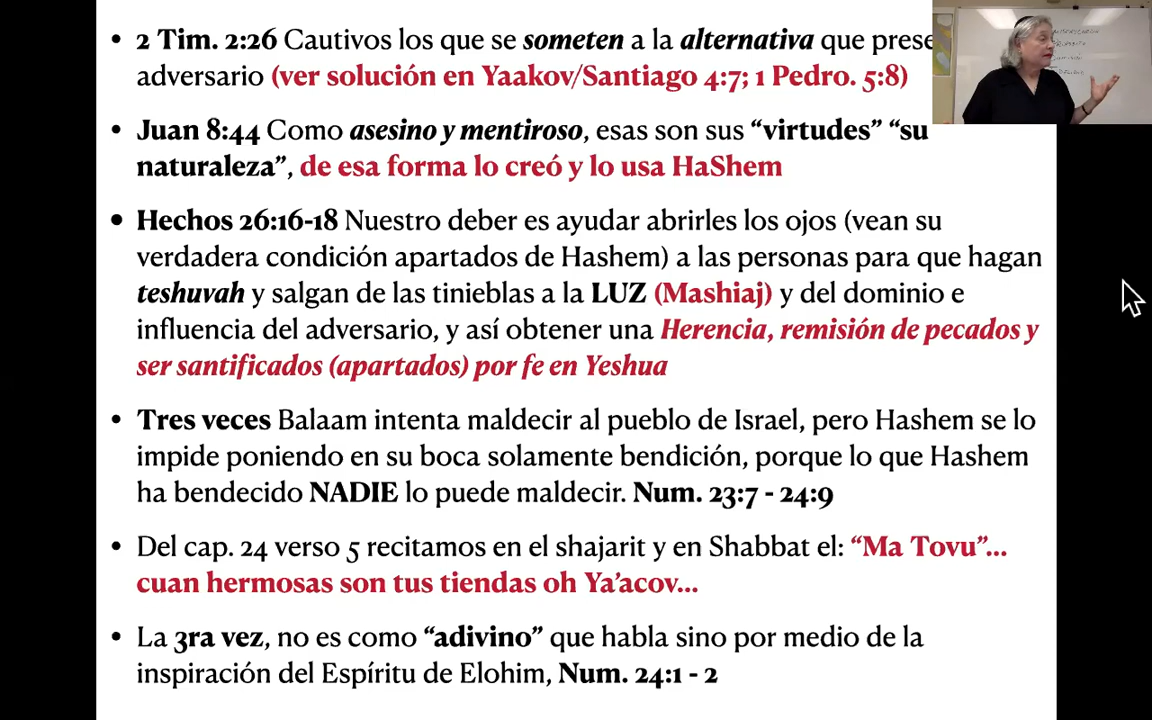 • 2 Tim. 2:26 Cautivos los que se someten a la alternativa que prese
adversario (ver solución en Yaakov/Santiago 4:7; 1 Pedro. 5:8)
• Juan 8:44 Como asesino y mentiroso, esas son sus “virtudes” “su
naturaleza”, de esa forma lo creó y lo usa HaShem
• Hechos 26:16-18 Nuestro deber es ayudar abrirles los ojos (vean su
verdadera condición apartados de Hashem) a las personas para que hagan
teshuvah y salgan de las tinieblas a la LUZ (Mashiaj) y del dominio e
influencia del adversario, y así obtener una Herencia, remisión de pecados y
ser santificados (apartados) por fe en Yeshua
• Tres veces Balaam intenta maldecir al pueblo de Israel, pero Hashem se lo
impide poniendo en su boca solamente bendición, porque lo que Hashem
ha bendecido NADIE lo puede maldecir. Num. 23:7 - 24:9
• Del cap. 24 verso 5 recitamos en el shajarit y en Shabbat el: “Ma Tovu”...
cuan hermosas son tus tiendas oh Ya’acov...
• La 3ra vez, no es como “adivino” que habla sino por medio de la
inspiración del Espíritu de Elohim, Num. 24:1 - 2